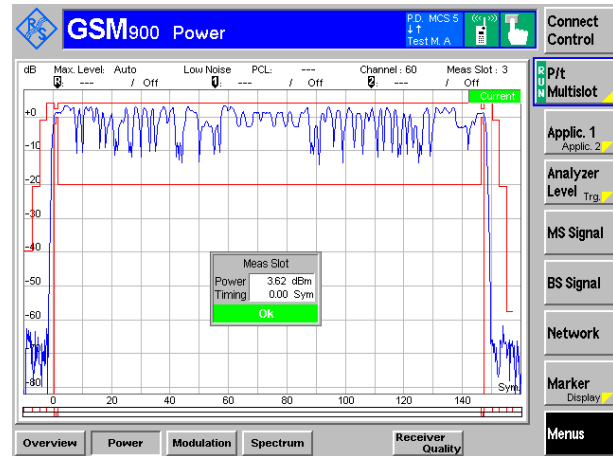 R S
GSM900 Power
P.D. MCS 5
Test M. A
Connect Control
dB Max. Level: Auto Low Noise PCL: --- Channel : 60 Meas Slot : 3
--- / Off --- / Off --- / Off
Current
RUN
P/t Multislot
Applic. 1
Applic. 2
Analyzer Level
Trg.
MS Signal
BS Signal
Network
Marker
Display
Menus
+0
-10
-20
-30
-40
-50
-60
-80
Meas Slot
Power 3.62 dBm
Timing 0.00 Sym
Ok
Sym
0 20 40 60 80 100 120 140
Overview Power Modulation Spectrum Receiver Quality